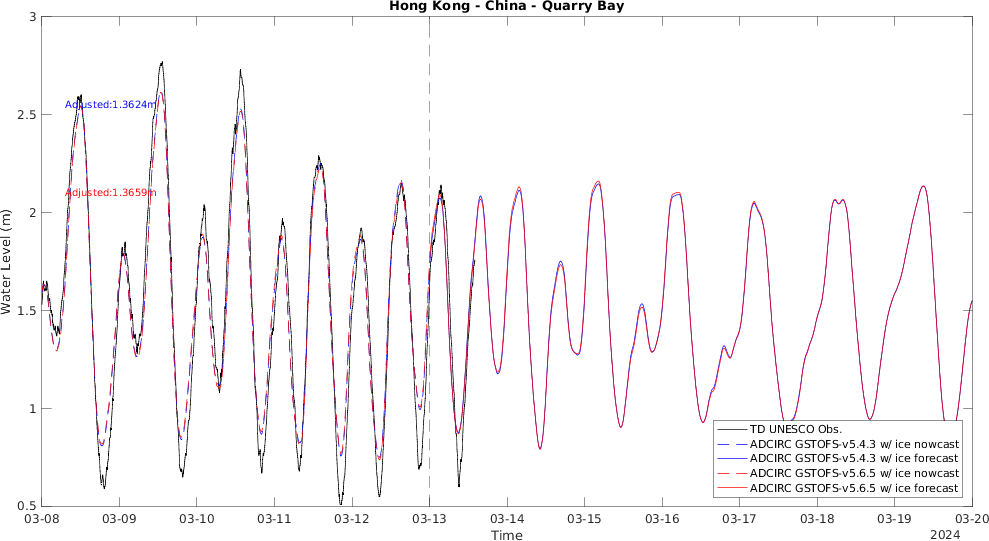 Hong Kong - China - Quarry Bay
3
2.5
2
1.5
1
0.5
Water Level (m)
Adjusted:1.3624m
Adjusted:1.3659m
TD UNESCO Obs.
ADCIRC GSTOFS-v5.4.3 w/ ice nowcast
ADCIRC GSTOFS-v5.4.3 w/ ice forecast
ADCIRC GSTOFS-v5.6.5 w/ ice nowcast
ADCIRC GSTOFS-v5.6.5 w/ ice forecast
03-08 03-09 03-10 03-11 03-12 03-13 03-14 03-15 03-16 03-17 03-18 03-19 03-20
Time
2024